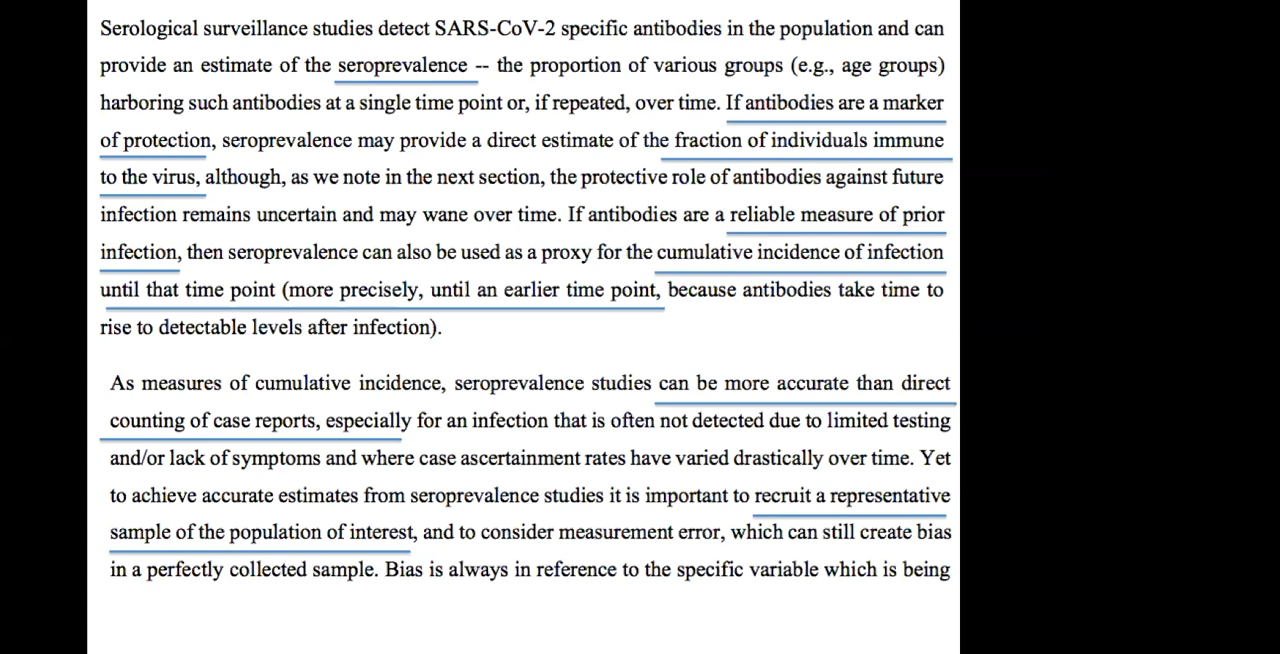 Serological surveillance studies detect SARS-CoV-2 specific antibodies in the population and can
provide an estimate of the seroprevalence -- the proportion of various groups (e.g., age groups)
harboring such antibodies at a single time point or, if repeated, over time. If antibodies are a marker
of protection, seroprevalence may provide a direct estimate of the fraction of individuals immune
to the virus, although, as we note in the next section, the protective role of antibodies against future
infection remains uncertain and may wane over time. If antibodies are a reliable measure of prior
infection, then seroprevalence can also be used as a proxy for the cumulative incidence of infection
until that time point (more precisely, until an earlier time point, because antibodies take time to
rise to detectable levels after infection).
As measures of cumulative incidence, seroprevalence studies can be more accurate than direct
counting of case reports, especially for an infection that is often not detected due to limited testing
and/or lack of symptoms and where case ascertainment rates have varied drastically over time. Yet
to achieve accurate estimates from seroprevalence studies it is important to recruit a representative
sample of the population of interest, and to consider measurement error, which can still create bias
in a perfectly collected sample. Bias is always in reference to the specific variable which is being